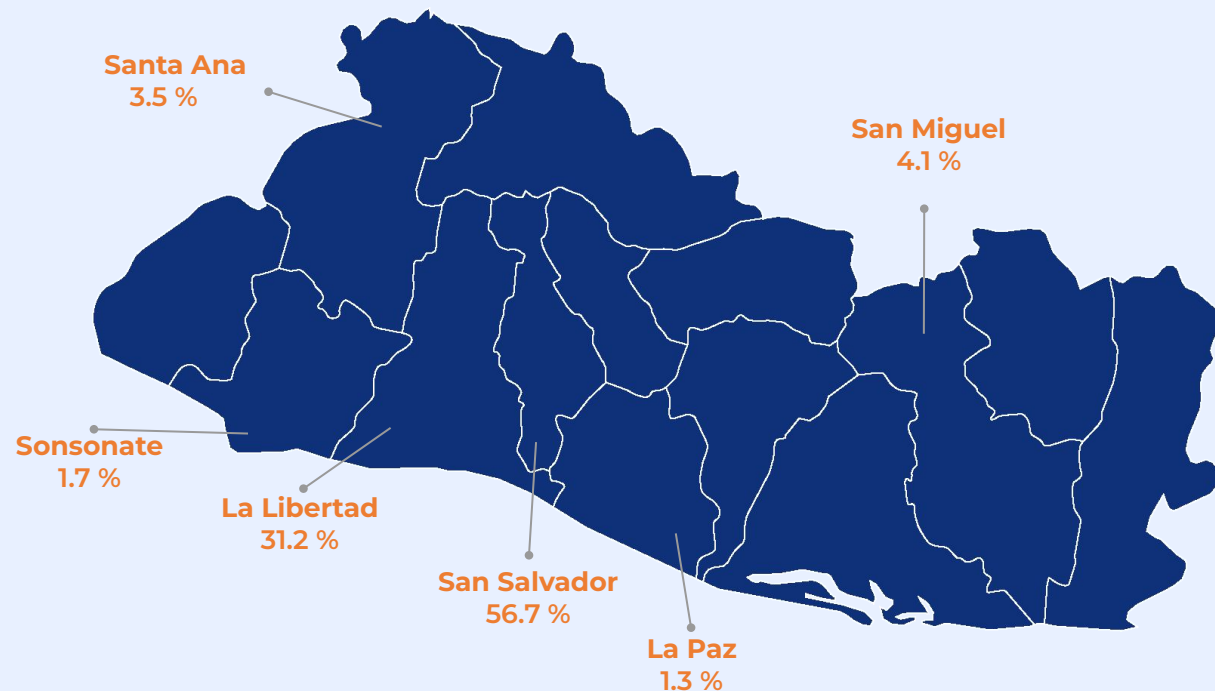 Santa Ana
3.5 %
San Miguel
4.1 %
Sonsonate
1.7 %
La Libertad
31.2 %
San Salvador
56.7 %
La Paz
1.3 %